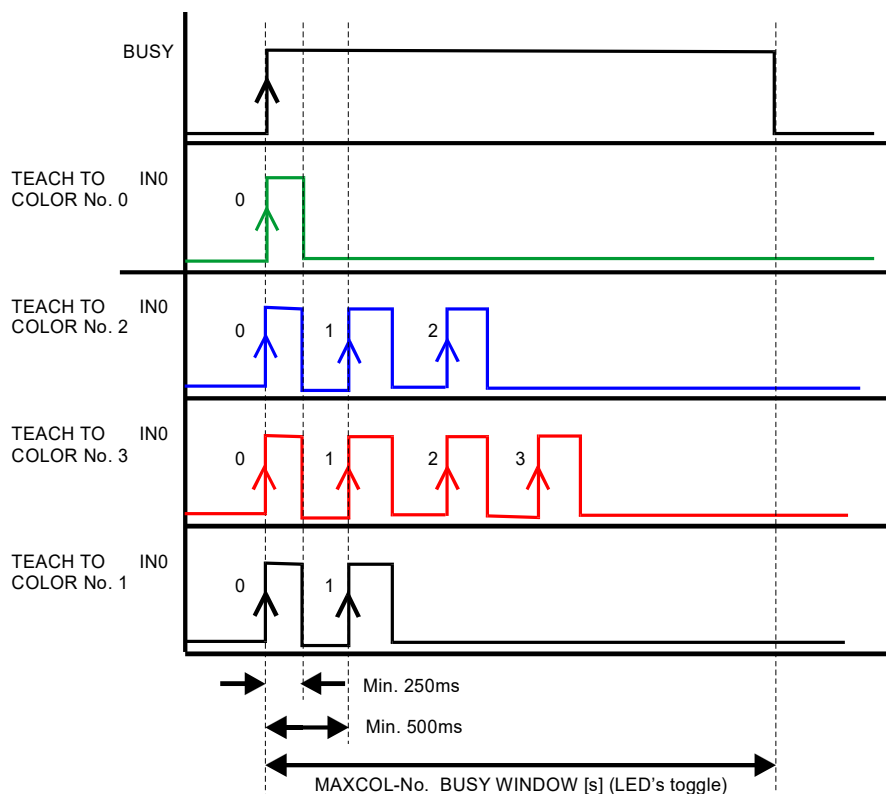 BUSY
TEACH TO IN0
COLOR No. 0
0
TEACH TO IN0
COLOR No. 2
0 1 2
TEACH TO IN0
COLOR No. 3
0 1 2 3
TEACH TO IN0
COLOR No. 1
0 1
Min. 250ms
Min. 500ms
MAXCOL-No. BUSY WINDOW [s] (LED's toggle)